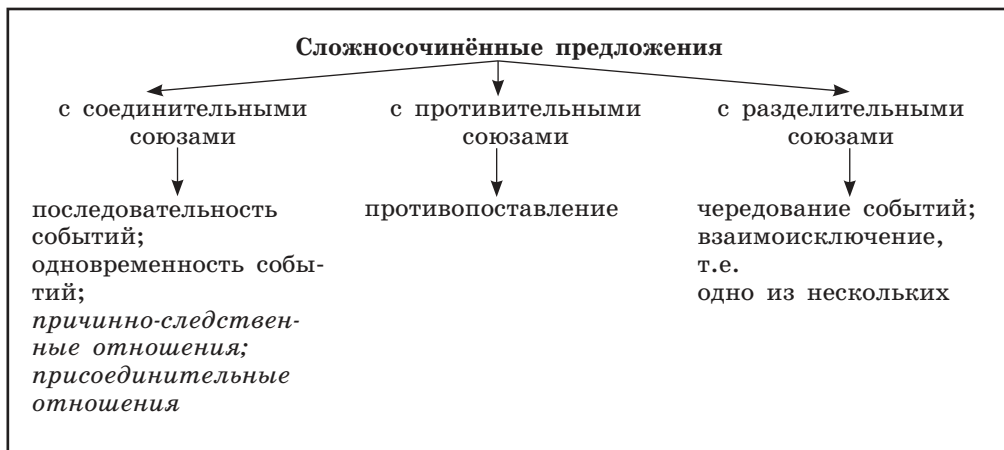 Сложносочинённые предложения
с соединительными
союзами
с противительными
союзами
с разделительными
союзами
последовательность
событий;
одновременность собы-
тий;
причинно-следствен-
ные отношения;
присоединительные
отношения
противопоставление
чередование событий;
взаимоисключение,
т.е.
одно из нескольких